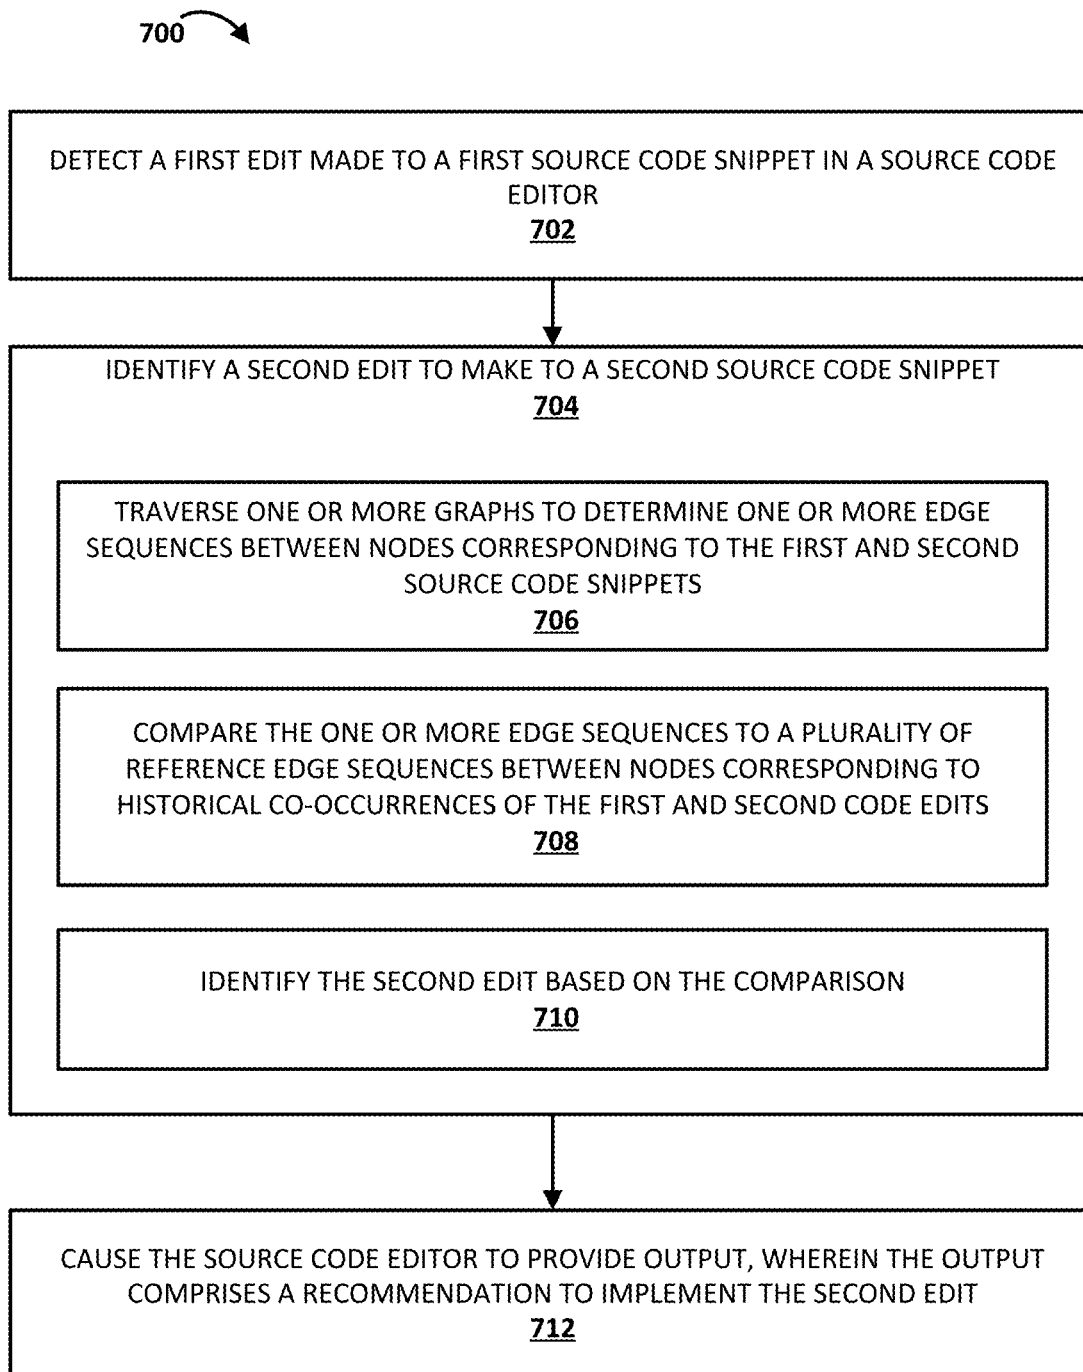 700
DETECT A FIRST EDIT MADE TO A FIRST SOURCE CODE SNIPPET IN A SOURCE CODE
EDITOR
702
IDENTIFY A SECOND EDIT TO MAKE TO A SECOND SOURCE CODE SNIPPET
704
TRAVERSE ONE OR MORE GRAPHS TO DETERMINE ONE OR MORE EDGE
SEQUENCES BETWEEN NODES CORRESPONDING TO THE FIRST AND SECOND
SOURCE CODE SNIPPETS
706
COMPARE THE ONE OR MORE EDGE SEQUENCES TO A PLURALITY OF
REFERENCE EDGE SEQUENCES BETWEEN NODES CORRESPONDING TO
HISTORICAL CO-OCCURRENCES OF THE FIRST AND SECOND CODE EDITS
708
IDENTIFY THE SECOND EDIT BASED ON THE COMPARISON
710
CAUSE THE SOURCE CODE EDITOR TO PROVIDE OUTPUT, WHEREIN THE OUTPUT
COMPRISES A RECOMMENDATION TO IMPLEMENT THE SECOND EDIT
712